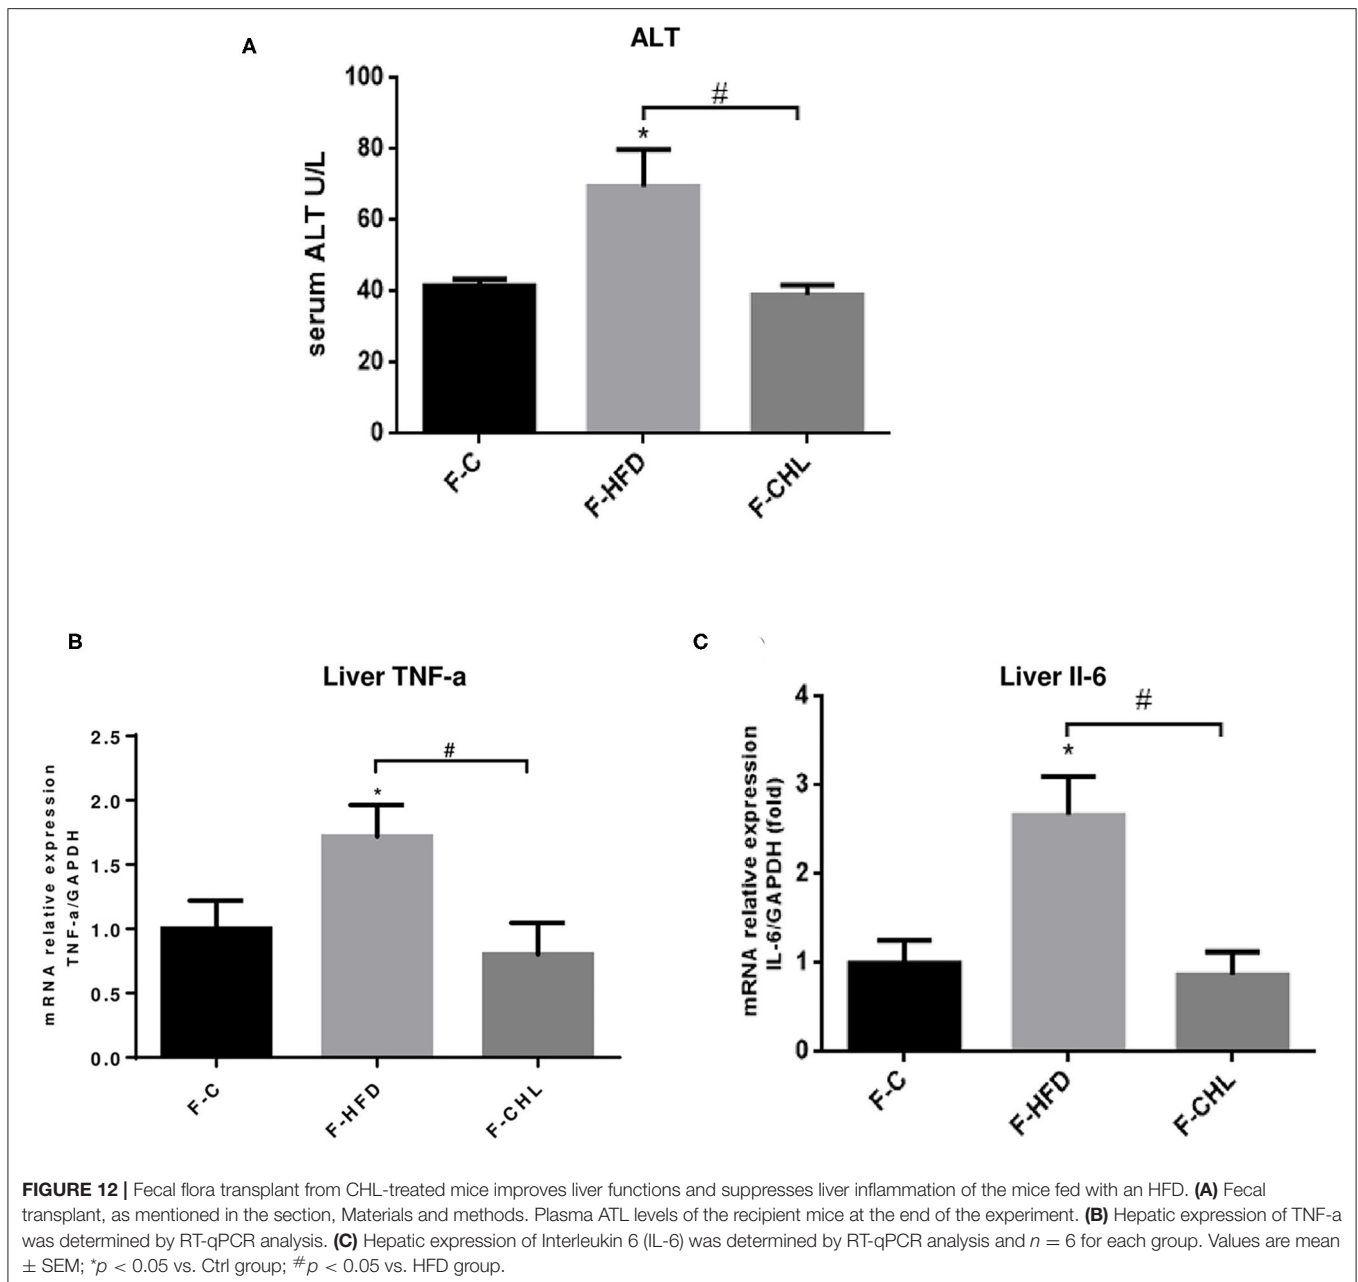 A
ALT
serum ALT U/L
100
80
60
40
20
0
*
#
F-C
F-HFD
F-CHL
B
Liver TNF-a
mRNA relative expression
TNF-a/GAPDH
2.5
2.0
1.5
1.0
0.5
0.0
*
#
F-C
F-HFD
F-CHL
C
Liver Il-6
mRNA relative expression
IL-6/GAPDH (fold)
4
3
2
1
0
*
#
F-C
F-HFD
F-CHL
FIGURE 12 | Fecal flora transplant from CHL-treated mice improves liver functions and suppresses liver inflammation of the mice fed with an HFD. (A) Fecal
transplant, as mentioned in the section, Materials and methods. Plasma ATL levels of the recipient mice at the end of the experiment. (B) Hepatic expression of TNF-a
was determined by RT-qPCR analysis. (C) Hepatic expression of Interleukin 6 (IL-6) was determined by RT-qPCR analysis and n = 6 for each group. Values are mean
± SEM; *p < 0.05 vs. Ctrl group; #p < 0.05 vs. HFD group.